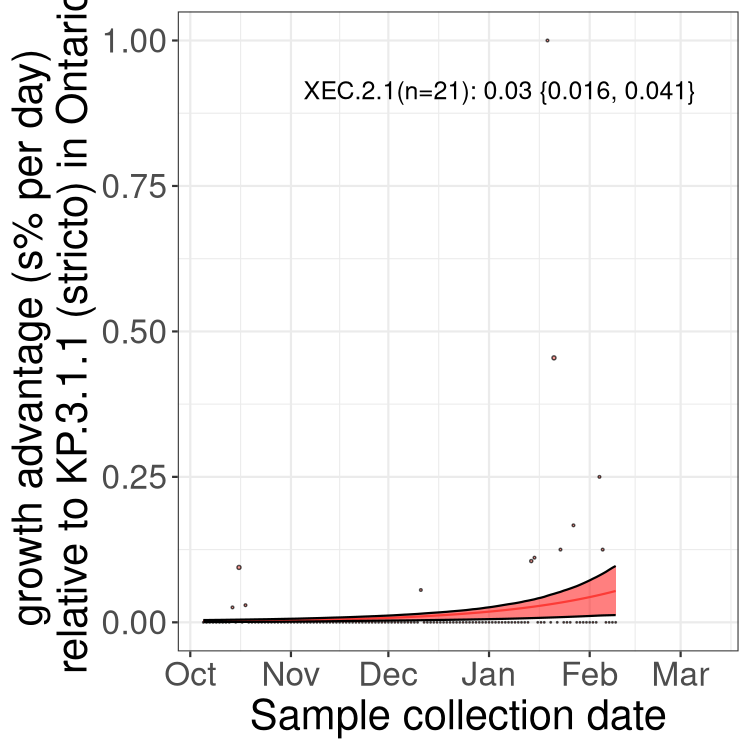 growth advantage (s% per day)
relative to KP.3.1.1 (stricto) in Ontario
1.00
0.75
0.50
0.25
0.00
XEC.2.1(n=21): 0.03 {0.016, 0.041}
Oct Nov Dec Jan Feb Mar
Sample collection date